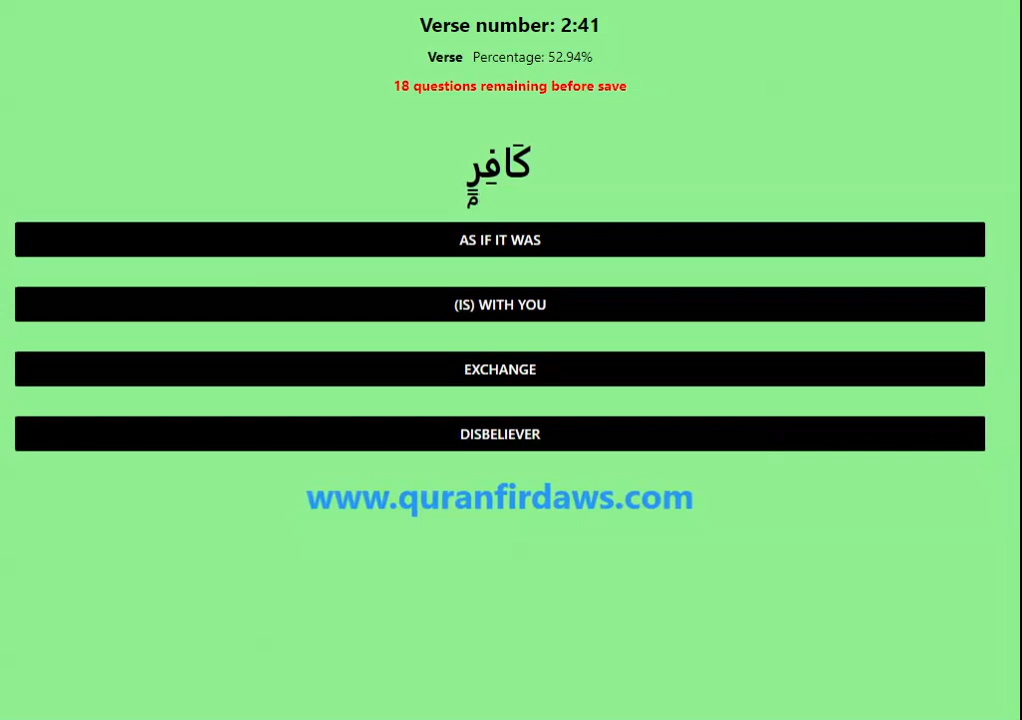 Verse number: 2:41
Verse Percentage: 52.94%
18 questions remaining before save
كَافِرٍۭ
AS IF IT WAS
(IS) WITH YOU
EXCHANGE
DISBELIEVER
www.quranfirdaws.com